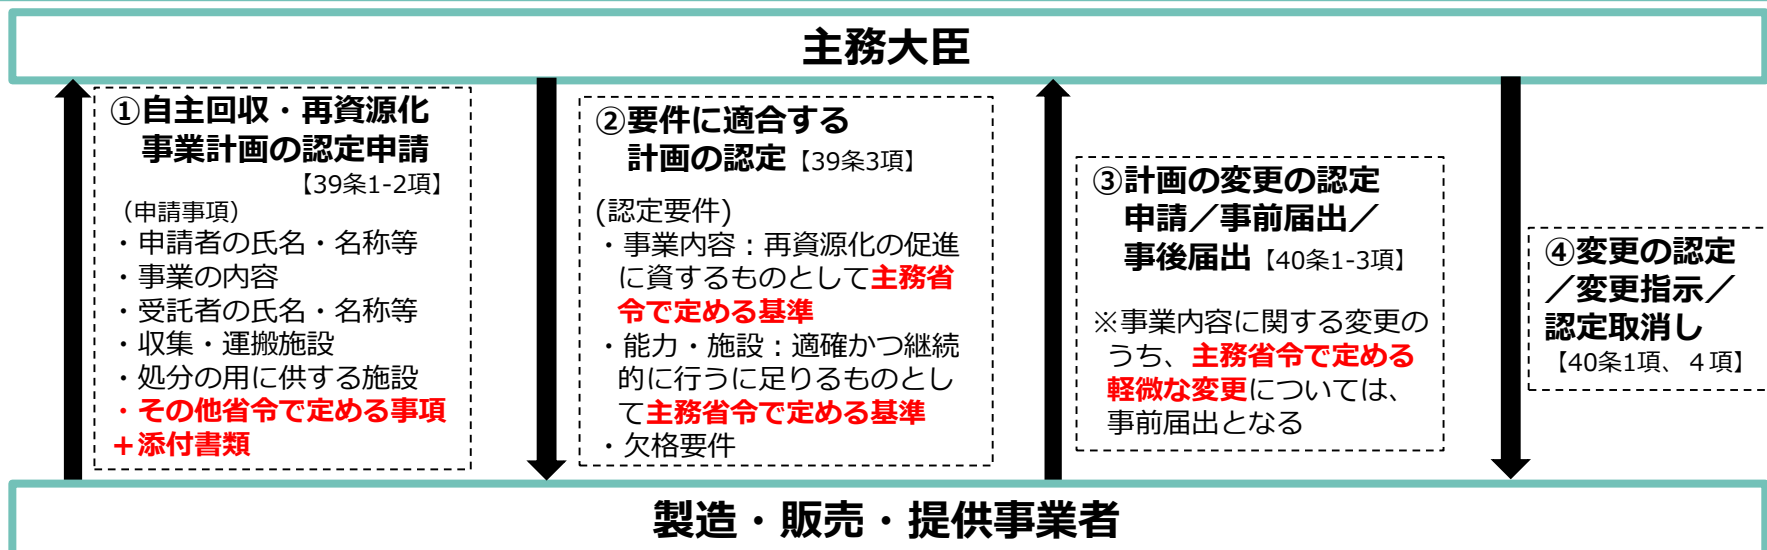 主務大臣
①自主回収・再資源化
事業計画の認定申請
【39条1-2項】
（申請事項）
・申請者の氏名・名称等
・事業の内容
・受託者の氏名・名称等
・収集・運搬施設
・処分の用に供する施設
・その他省令で定める事項
＋添付書類
②要件に適合する
計画の認定【39条3項】
(認定要件)
・事業内容：再資源化の促進
に資するものとして主務省
令で定める基準
・能力・施設：適確かつ継続
的に行うに足りるものとし
て主務省令で定める基準
・欠格要件
③計画の変更の認定
申請／事前届出／
事後届出【40条1-3項】
※事業内容に関する変更の
うち、主務省令で定める
軽微な変更については、
事前届出となる
④変更の認定
／変更指示／
認定取消し
【40条1項、４項】
製造・販売・提供事業者